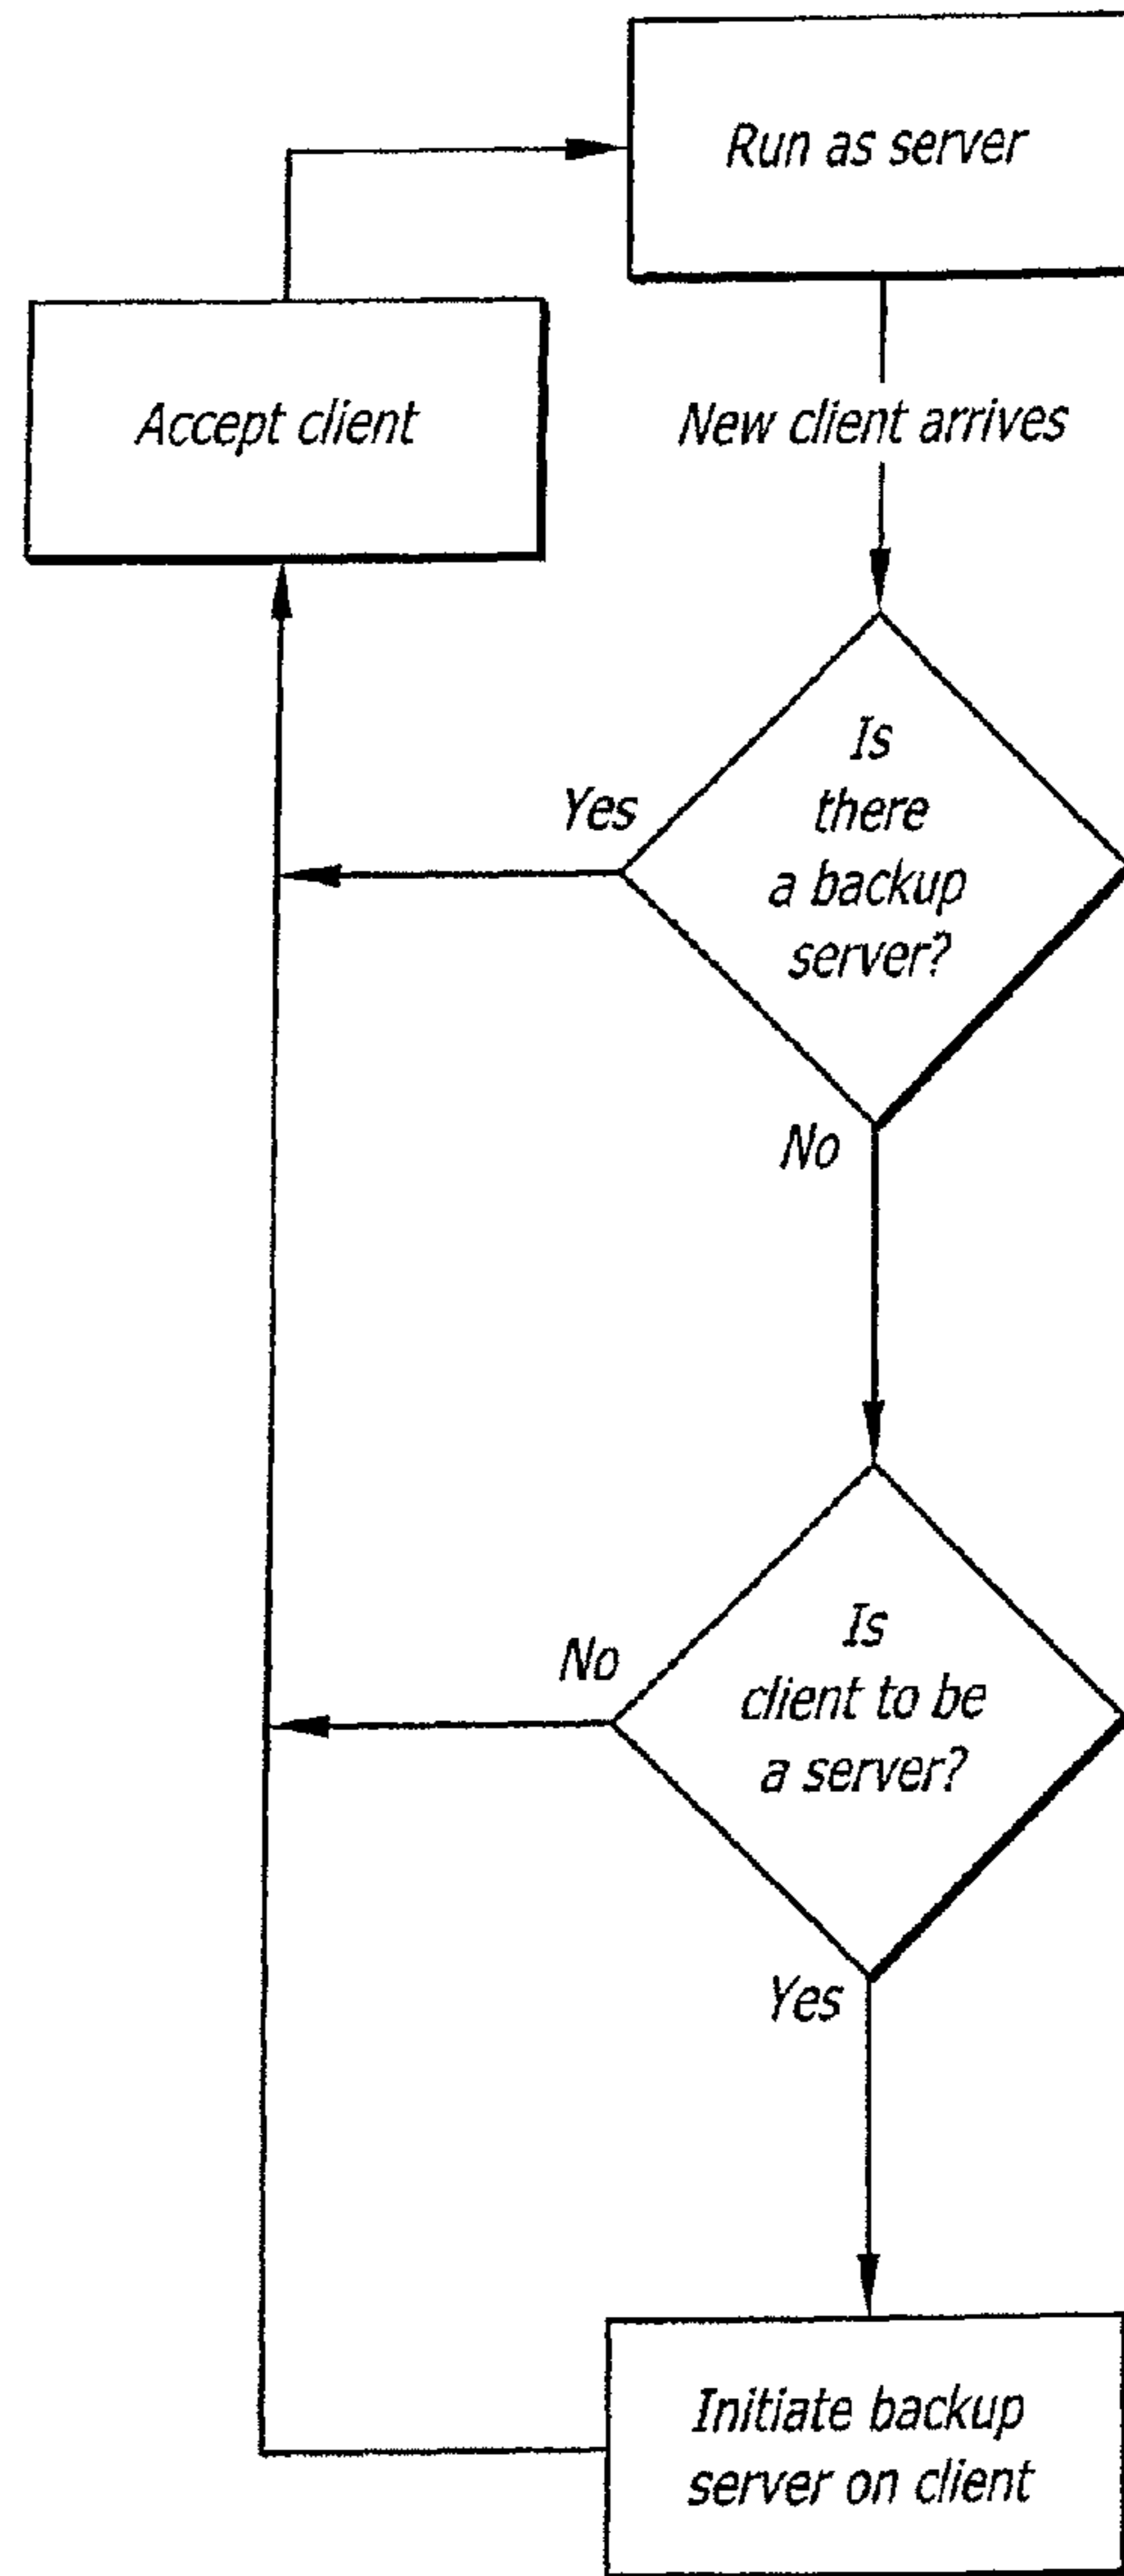 Run as server
Accept client
New client arrives
Is
there
a backup
server?
Yes
No
Is
client to be
a server?
No
Yes
Initiate backup
server on client